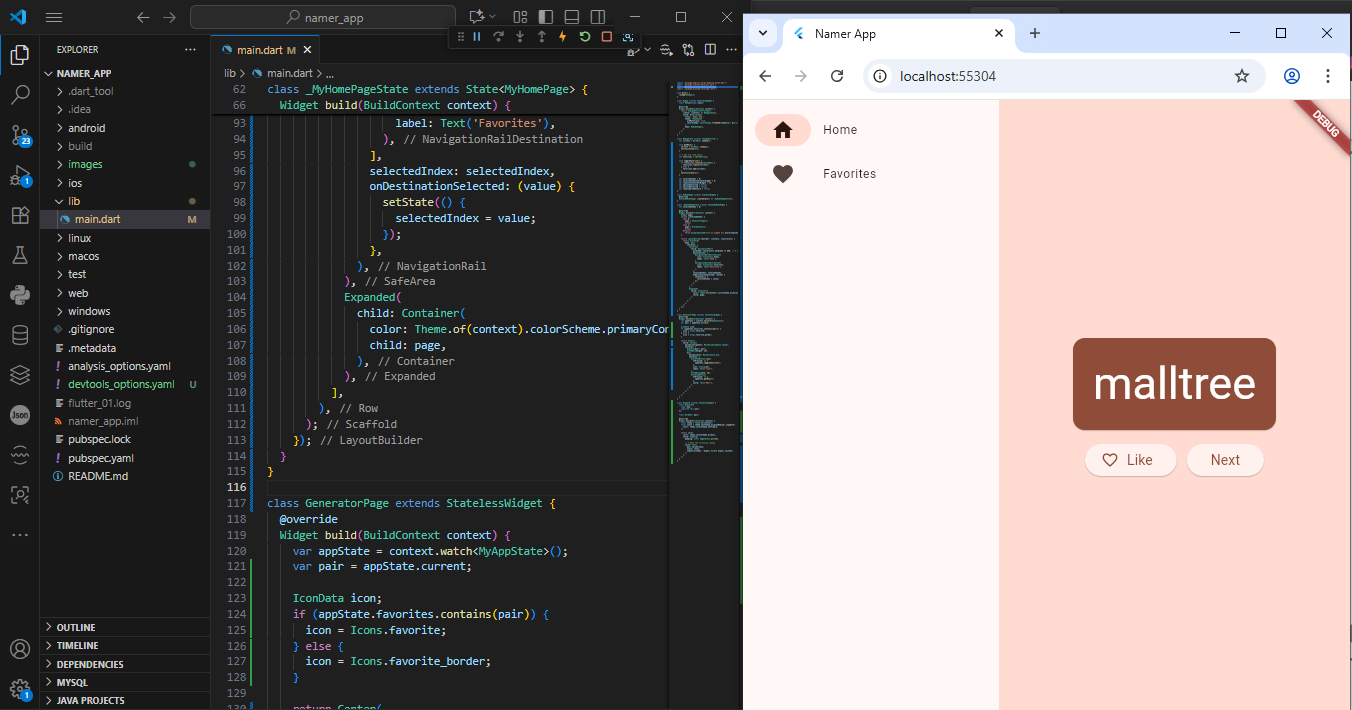 namer_app
EXPLORER
NAMER_APP
.dart_tool
.idea
android
build
images
ios
lib
main.dart M
linux
macos
test
web
windows
.gitignore
.metadata
analysis_options.yaml
devtools_options.yaml U
flutter_01.log
namer_app.iml
pubspec.lock
pubspec.yaml
README.md
OUTLINE
TIMELINE
DEPENDENCIES
MYSQL
JAVA PROJECTS
23
1
Json
1
main.dart M
lib > main.dart > ...
62 class _MyHomePageState extends State<MyHomePage> {
66 Widget build(BuildContext context) {
93 label: Text('Favorites'),
94 ), // NavigationRailDestination
95 ],
96 selectedIndex: selectedIndex,
97 onDestinationSelected: (value) {
98 setState(() {
99 selectedIndex = value;
100 });
101 },
102 ), // NavigationRail
103 ), // SafeArea
104 Expanded(
105 child: Container(
106 color: Theme.of(context).colorScheme.primaryCon
107 child: page,
108 ), // Container
109 ), // Expanded
110 ],
111 ), // Row
112 ); // Scaffold
113 }); // LayoutBuilder
114 }
115 }
116
117 class GeneratorPage extends StatelessWidget {
118 @override
119 Widget build(BuildContext context) {
120 var appState = context.watch<MyAppState>();
121 var pair = appState.current;
122
123 IconData icon;
124 if (appState.favorites.contains(pair)) {
125 icon = Icons.favorite;
126 } else {
127 icon = Icons.favorite_border;
128 }
129
130 return Center(
Namer App
localhost:55304
DEBUG
Home
Favorites
malltree
Like
Next